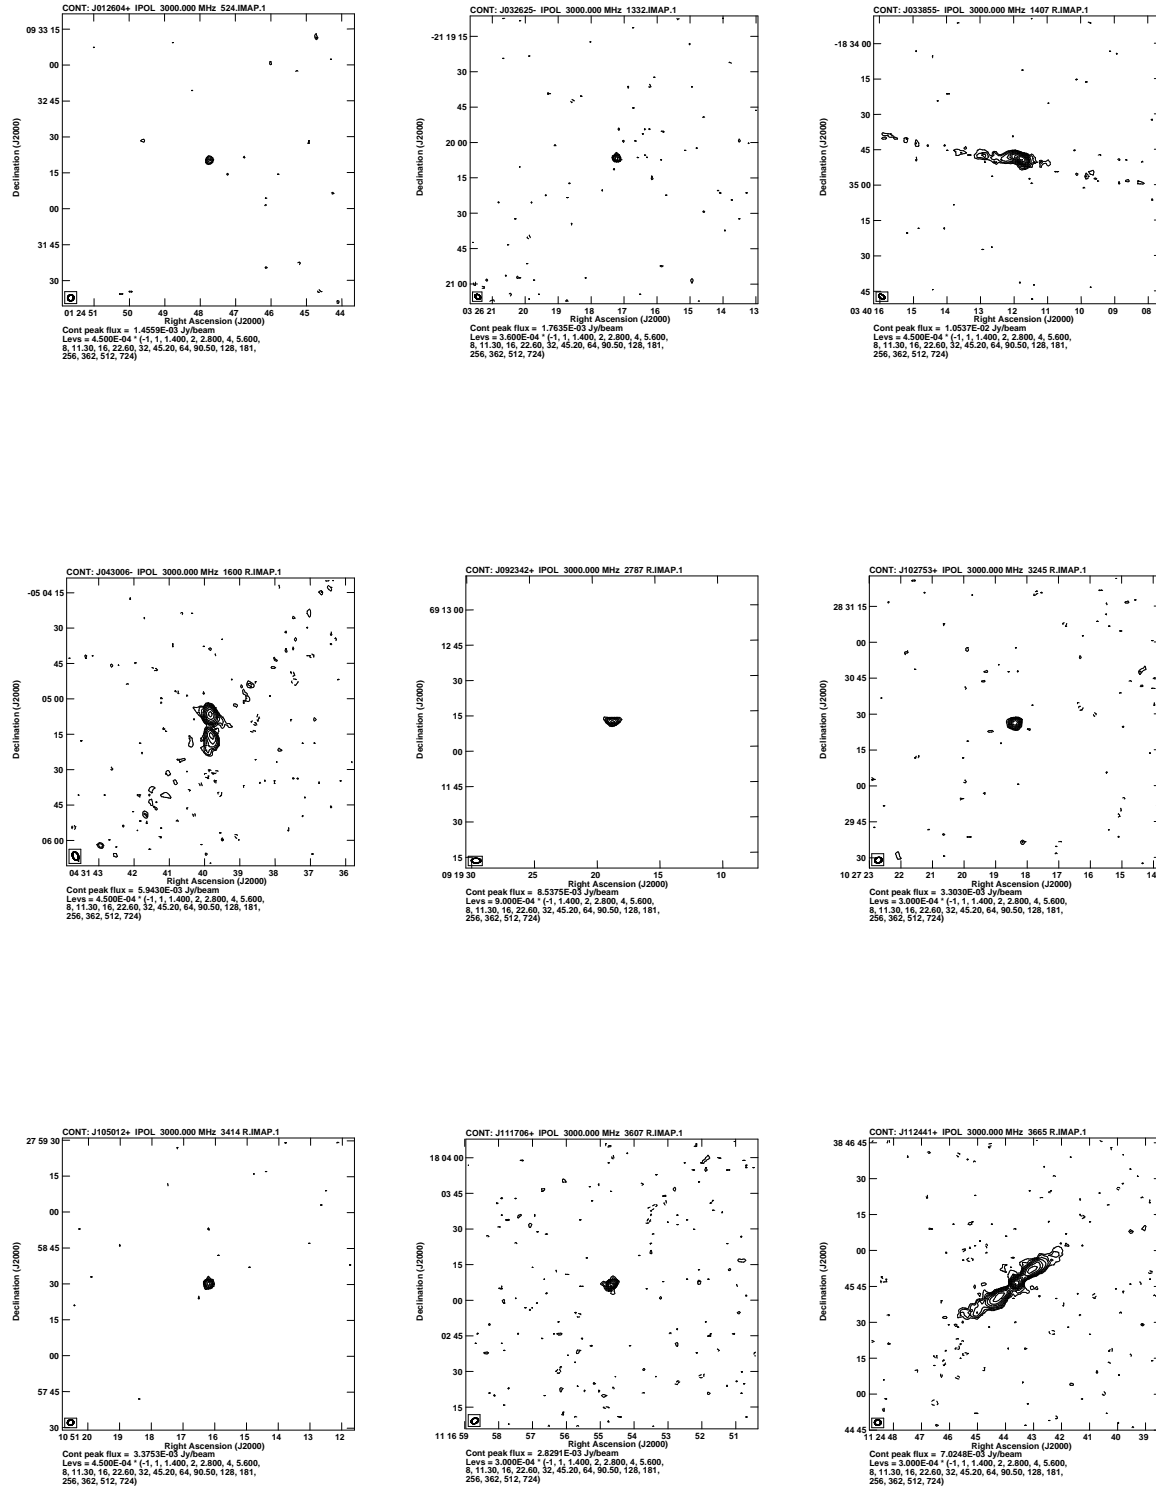 CONT: J012604+ IPOL 3000.000 MHz 524.IMAP.1
Declination (J2000)
09 33 15
00
32 45
30
15
00
31 45
30
01 24 51 50 49 48 47 46 45 44
Right Ascension (J2000)
Cont peak flux = 1.4559E-03 Jy/beam
Levs = 4.500E-04 * (-1, 1, 1.400, 2, 2.800, 4, 5.600,
8, 11.30, 16, 22.60, 32, 45.20, 64, 90.50, 128, 181,
256, 362, 512, 724)
CONT: J032625- IPOL 3000.000 MHz 1332.IMAP.1
Declination (J2000)
-21 19 15
30
45
20 00
15
30
45
21 00
03 26 21 20 19 18 17 16 15 14 13
Right Ascension (J2000)
Cont peak flux = 1.7635E-03 Jy/beam
Levs = 3.600E-04 * (-1, 1, 1.400, 2, 2.800, 4, 5.600,
8, 11.30, 16, 22.60, 32, 45.20, 64, 90.50, 128, 181,
256, 362, 512, 724)
CONT: J033855- IPOL 3000.000 MHz 1407 R.IMAP.1
Declination (J2000)
-18 34 00
15
30
45
35 00
15
30
45
03 40 16 15 14 13 12 11 10 09 08
Right Ascension (J2000)
Cont peak flux = 1.0537E-02 Jy/beam
Levs = 4.500E-04 * (-1, 1, 1.400, 2, 2.800, 4, 5.600,
8, 11.30, 16, 22.60, 32, 45.20, 64, 90.50, 128, 181,
256, 362, 512, 724)
CONT: J043006- IPOL 3000.000 MHz 1600 R.IMAP.1
Declination (J2000)
-05 04 15
30
45
05 00
15
30
45
06 00
04 31 43 42 41 40 39 38 37 36
Right Ascension (J2000)
Cont peak flux = 5.9430E-03 Jy/beam
Levs = 4.500E-04 * (-1, 1, 1.400, 2, 2.800, 4, 5.600,
8, 11.30, 16, 22.60, 32, 45.20, 64, 90.50, 128, 181,
256, 362, 512, 724)
CONT: J092342+ IPOL 3000.000 MHz 2787 R.IMAP.1
Declination (J2000)
69 13 00
12 45
30
15
00
11 45
30
15
09 19 30 25 20 15 10
Right Ascension (J2000)
Cont peak flux = 8.5375E-03 Jy/beam
Levs = 9.000E-04 * (-1, 1, 1.400, 2, 2.800, 4, 5.600,
8, 11.30, 16, 22.60, 32, 45.20, 64, 90.50, 128, 181,
256, 362, 512, 724)
CONT: J102753+ IPOL 3000.000 MHz 3245 R.IMAP.1
Declination (J2000)
28 31 15
00
30 45
30
15
00
29 45
30
10 27 23 22 21 20 19 18 17 16 15 14
Right Ascension (J2000)
Cont peak flux = 3.3030E-03 Jy/beam
Levs = 3.000E-04 * (-1, 1, 1.400, 2, 2.800, 4, 5.600,
8, 11.30, 16, 22.60, 32, 45.20, 64, 90.50, 128, 181,
256, 362, 512, 724)
CONT: J105012+ IPOL 3000.000 MHz 3414 R.IMAP.1
Declination (J2000)
27 59 30
15
00
58 45
30
15
00
57 45
30
10 51 20 19 18 17 16 15 14 13 12
Right Ascension (J2000)
Cont peak flux = 3.3753E-03 Jy/beam
Levs = 4.500E-04 * (-1, 1, 1.400, 2, 2.800, 4, 5.600,
8, 11.30, 16, 22.60, 32, 45.20, 64, 90.50, 128, 181,
256, 362, 512, 724)
CONT: J111706+ IPOL 3000.000 MHz 3607 R.IMAP.1
Declination (J2000)
18 04 00
03 45
30
15
00
02 45
30
15
11 16 59 58 57 56 55 54 53 52 51
Right Ascension (J2000)
Cont peak flux = 2.8291E-03 Jy/beam
Levs = 3.000E-04 * (-1, 1, 1.400, 2, 2.800, 4, 5.600,
8, 11.30, 16, 22.60, 32, 45.20, 64, 90.50, 128, 181,
256, 362, 512, 724)
CONT: J112441+ IPOL 3000.000 MHz 3665 R.IMAP.1
Declination (J2000)
38 46 45
30
15
00
45 45
30
15
00
44 45
11 24 48 47 46 45 44 43 42 41 40 39
Right Ascension (J2000)
Cont peak flux = 7.0248E-03 Jy/beam
Levs = 3.000E-04 * (-1, 1, 1.400, 2, 2.800, 4, 5.600,
8, 11.30, 16, 22.60, 32, 45.20, 64, 90.50, 128, 181,
256, 362, 512, 724)